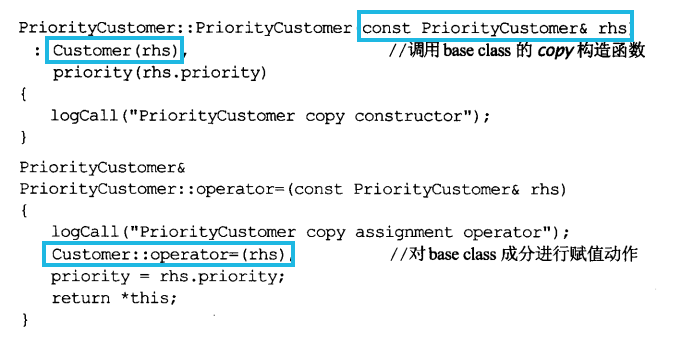 PriorityCustomer::PriorityCustomer const PriorityCustomer& rhs
: Customer(rhs), //调用 base class 的 copy 构造函数
priority(rhs.priority)
{
logCall("PriorityCustomer copy constructor");
}
PriorityCustomer&
PriorityCustomer::operator=(const PriorityCustomer& rhs)
{
logCall("PriorityCustomer copy assignment operator");
Customer::operator=(rhs); //对 base class 成分进行赋值动作
priority = rhs.priority;
return *this;
}